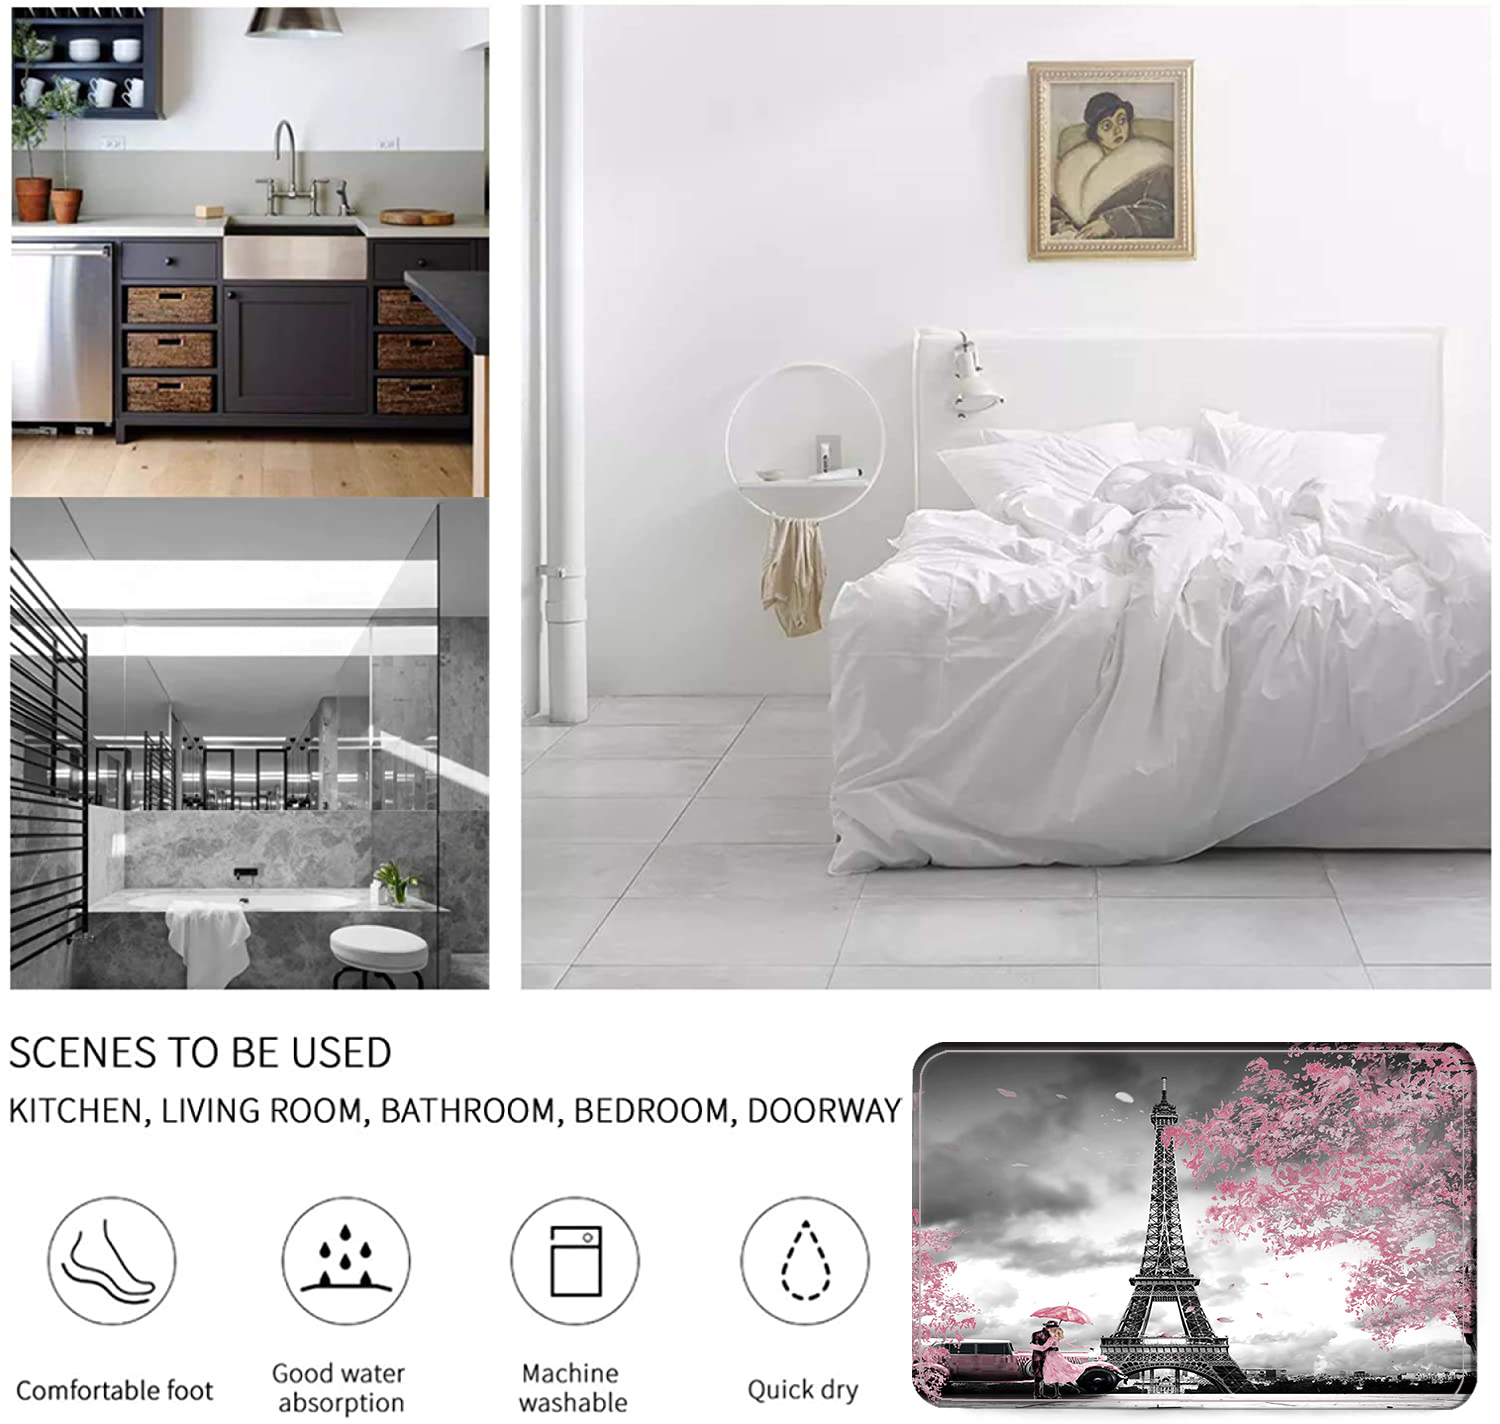 SCENES TO BE USED
KITCHEN, LIVING ROOM, BATHROOM, BEDROOM, DOORWAY
Comfortable foot
Good water
absorption
Machine
washable
Quick dry